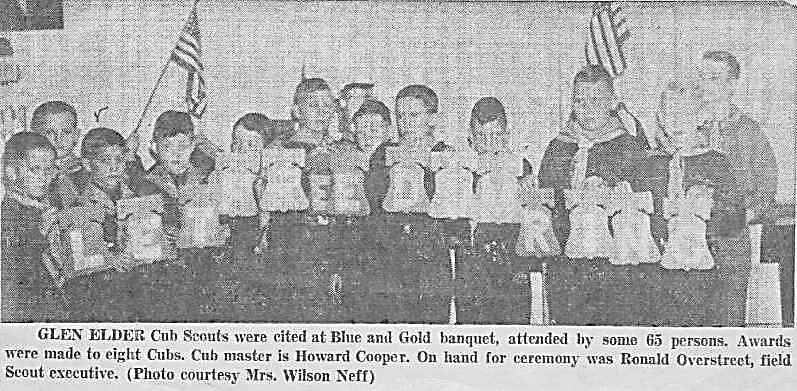 GLEN ELDER Cub Scouts were cited at Blue and Gold banquet, attended by some 65 persons. Awards
were made to eight Cubs. Cub master is Howard Cooper. On hand for ceremony was Ronald Overstreet, field
Scout executive. (Photo courtesy Mrs. Wilson Neff)